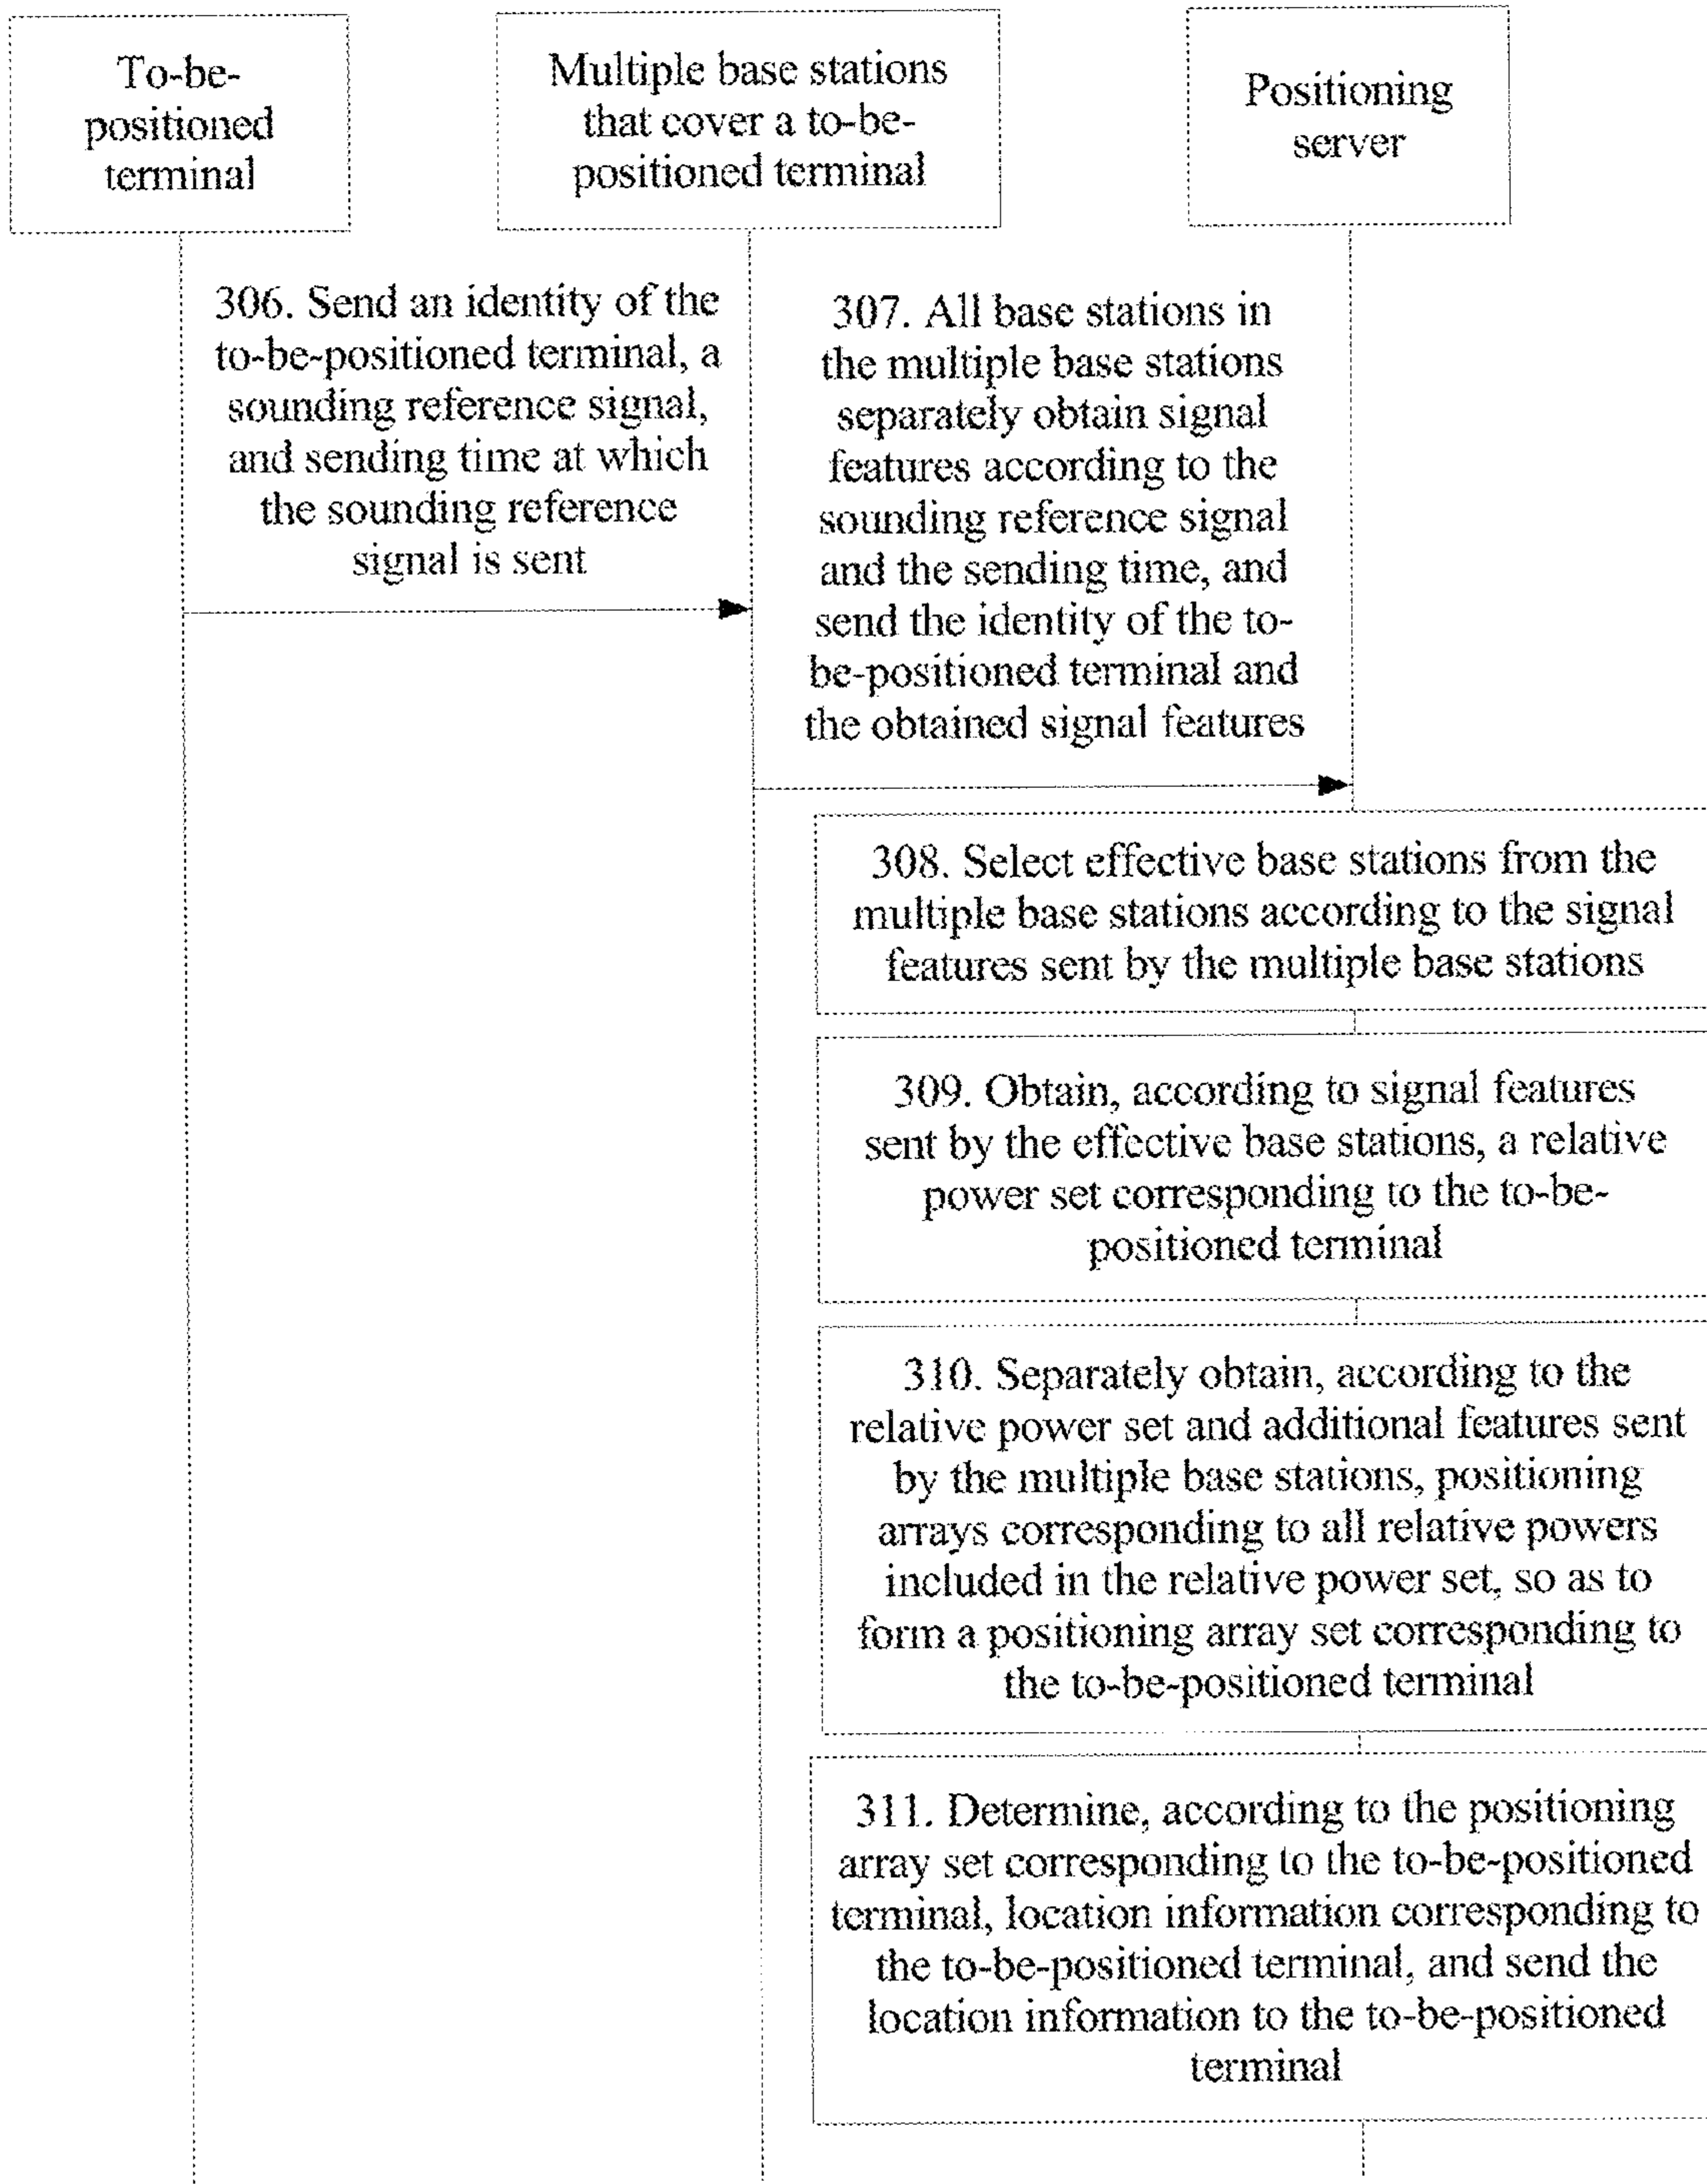 To-be-
positioned
terminal
Multiple base stations
that cover a to-be-
positioned terminal
Positioning
server
306. Send an identity of the
to-be-positioned terminal, a
sounding reference signal,
and sending time at which
the sounding reference
signal is sent
307. All base stations in
the multiple base stations
separately obtain signal
features according to the
sounding reference signal
and the sending time, and
send the identity of the to-
be-positioned terminal and
the obtained signal features
308. Select effective base stations from the
multiple base stations according to the signal
features sent by the multiple base stations
309. Obtain, according to signal features
sent by the effective base stations, a relative
power set corresponding to the to-be-
positioned terminal
310. Separately obtain, according to the
relative power set and additional features sent
by the multiple base stations, positioning
arrays corresponding to all relative powers
included in the relative power set, so as to
form a positioning array set corresponding to
the to-be-positioned terminal
311. Determine, according to the positioning
array set corresponding to the to-be-positioned
terminal, location information corresponding to
the to-be-positioned terminal, and send the
location information to the to-be-positioned
terminal